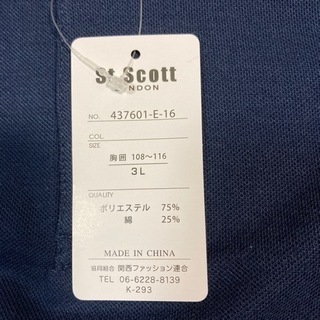 St Scott
LONDON
NO. 437601-E-16
COL.
SIZE
胸囲 108～116
3L
QUALITY
ポリエステル 75%
綿 25%
MADE IN CHINA
協同組合 関西ファッション連合
TEL 06-6228-8139
K-293